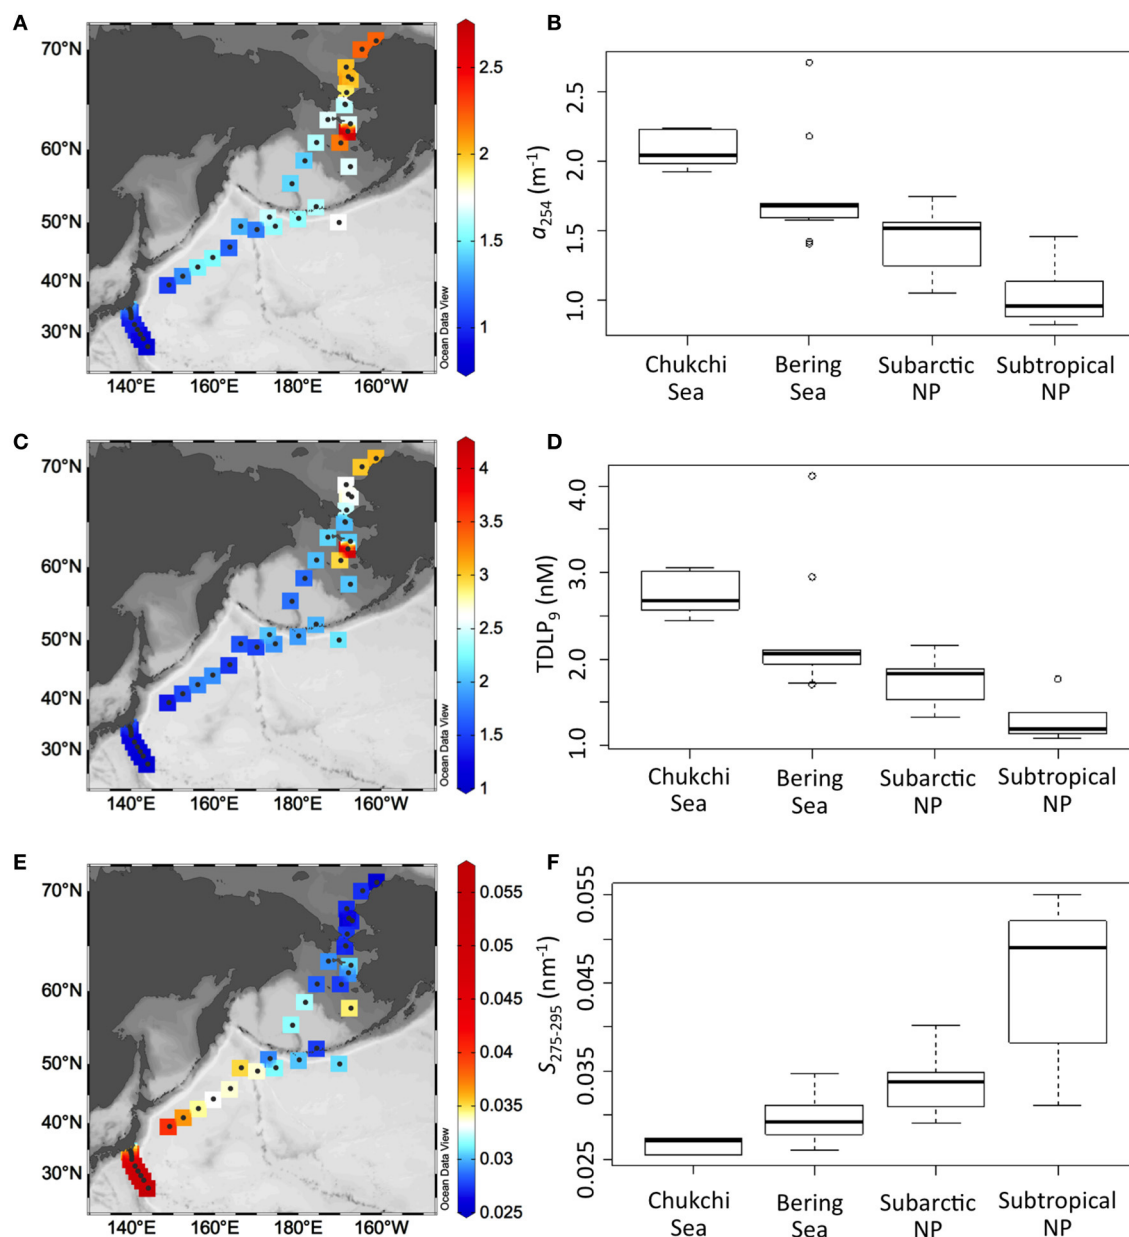 A
70°N
60°N
50°N
40°N
30°N
140°E 160°E 180°E 160°W
Ocean Data View
2.5
2
1.5
1
B
a254 (m-1)
2.5
2.0
1.5
1.0
Chukchi Sea
Bering Sea
Subarctic NP
Subtropical NP
C
70°N
60°N
50°N
40°N
30°N
140°E 160°E 180°E 160°W
Ocean Data View
4
3.5
3
2.5
2
1.5
1
D
TDLP9 (nM)
4.0
3.0
2.0
1.0
Chukchi Sea
Bering Sea
Subarctic NP
Subtropical NP
E
70°N
60°N
50°N
40°N
30°N
140°E 160°E 180°E 160°W
Ocean Data View
0.055
0.05
0.045
0.04
0.035
0.03
0.025
F
S275-295 (nm-1)
0.055
0.045
0.035
0.025
Chukchi Sea
Bering Sea
Subarctic NP
Subtropical NP